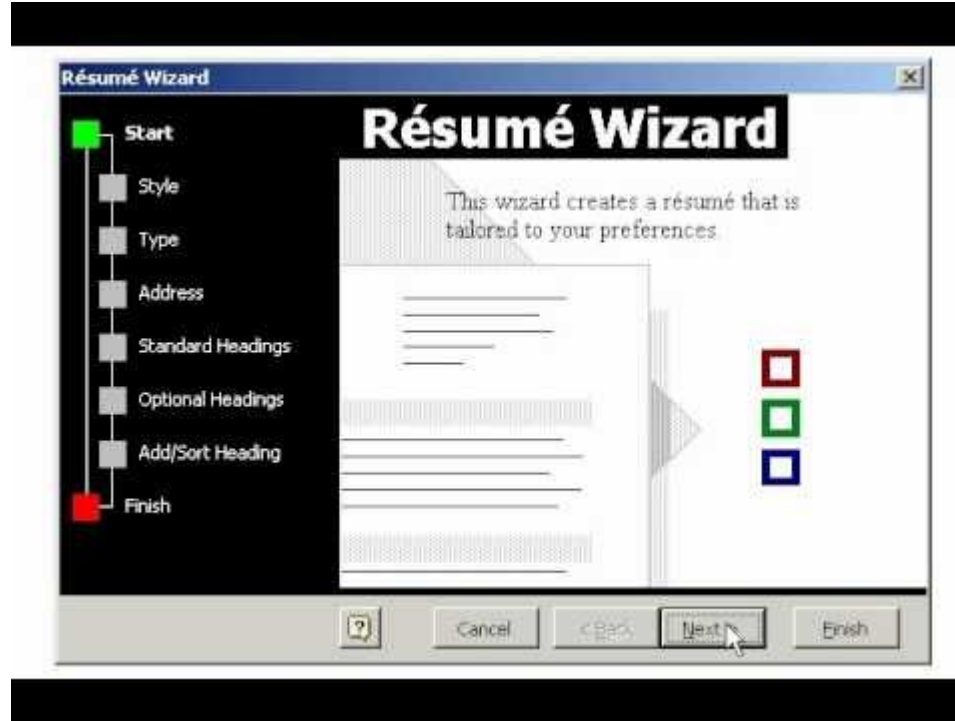 Résumé Wizard
Start
Style
Type
Address
Standard Headings
Optional Headings
Add/Sort Heading
Finish
Résumé Wizard
This wizard creates a résumé that is
tailored to your preferences.
?
Cancel
< Back
Next >
Finish